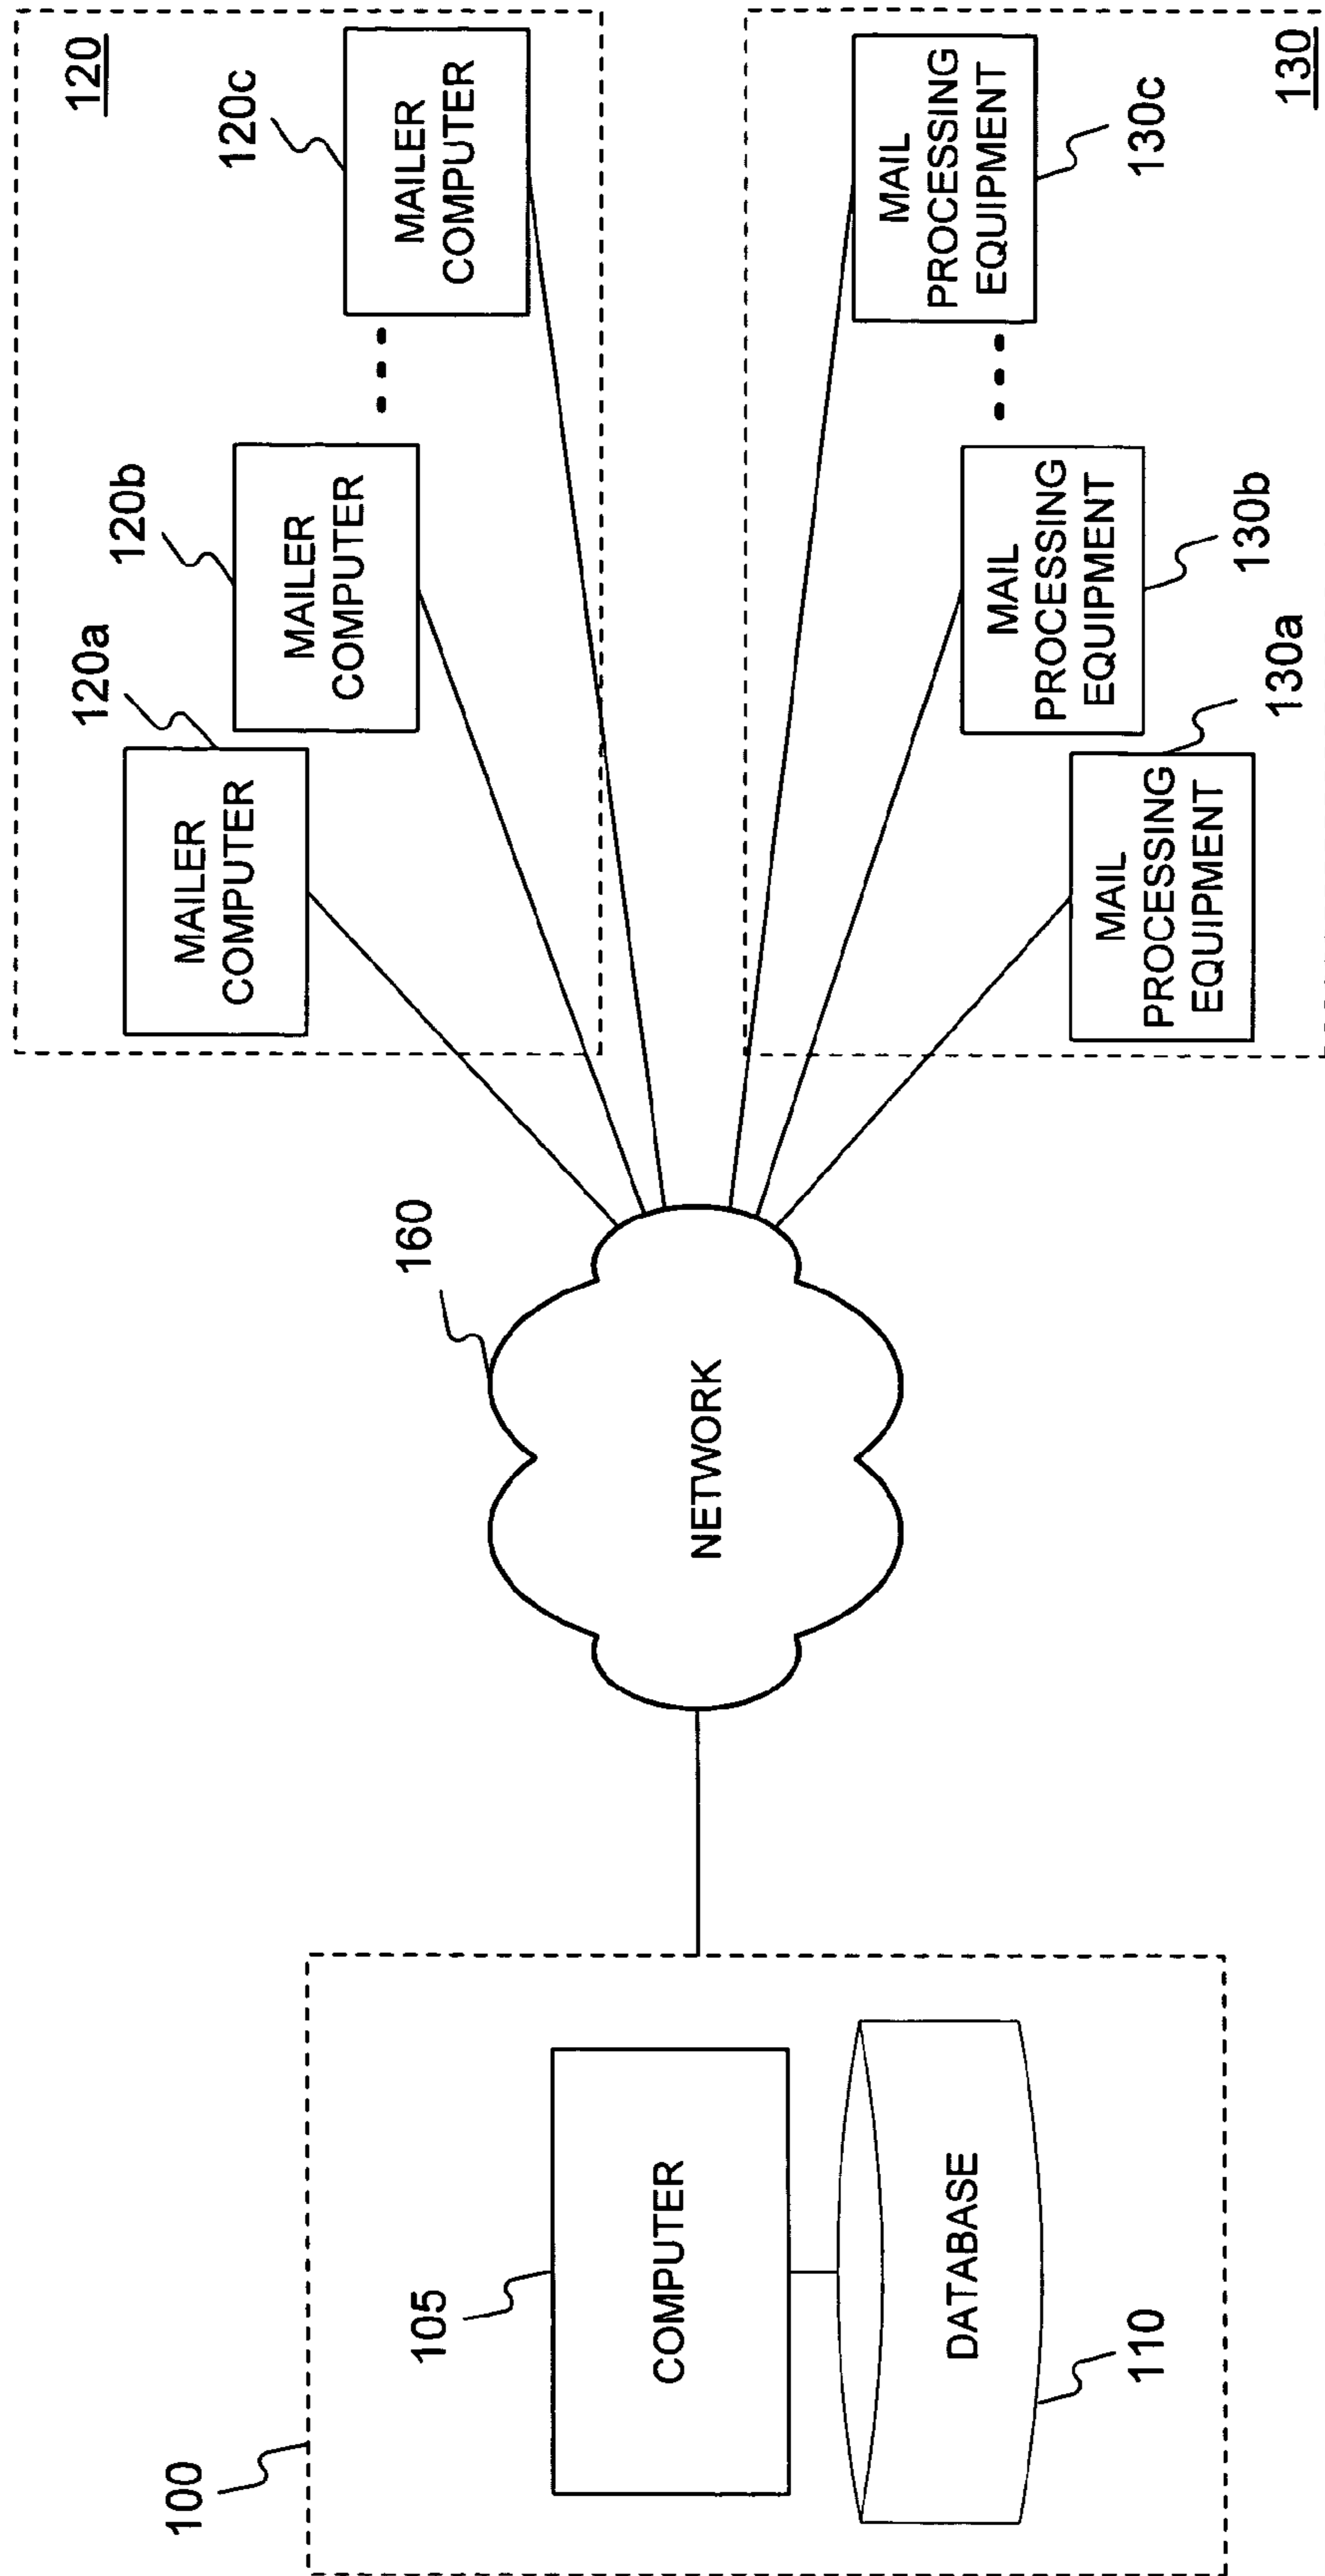 100
105
COMPUTER
DATABASE
110
160
NETWORK
120
120a
MAILER
COMPUTER
120b
MAILER
COMPUTER
120c
MAILER
COMPUTER
MAIL
PROCESSING
EQUIPMENT
130a
MAIL
PROCESSING
EQUIPMENT
130b
MAIL
PROCESSING
EQUIPMENT
130c
130